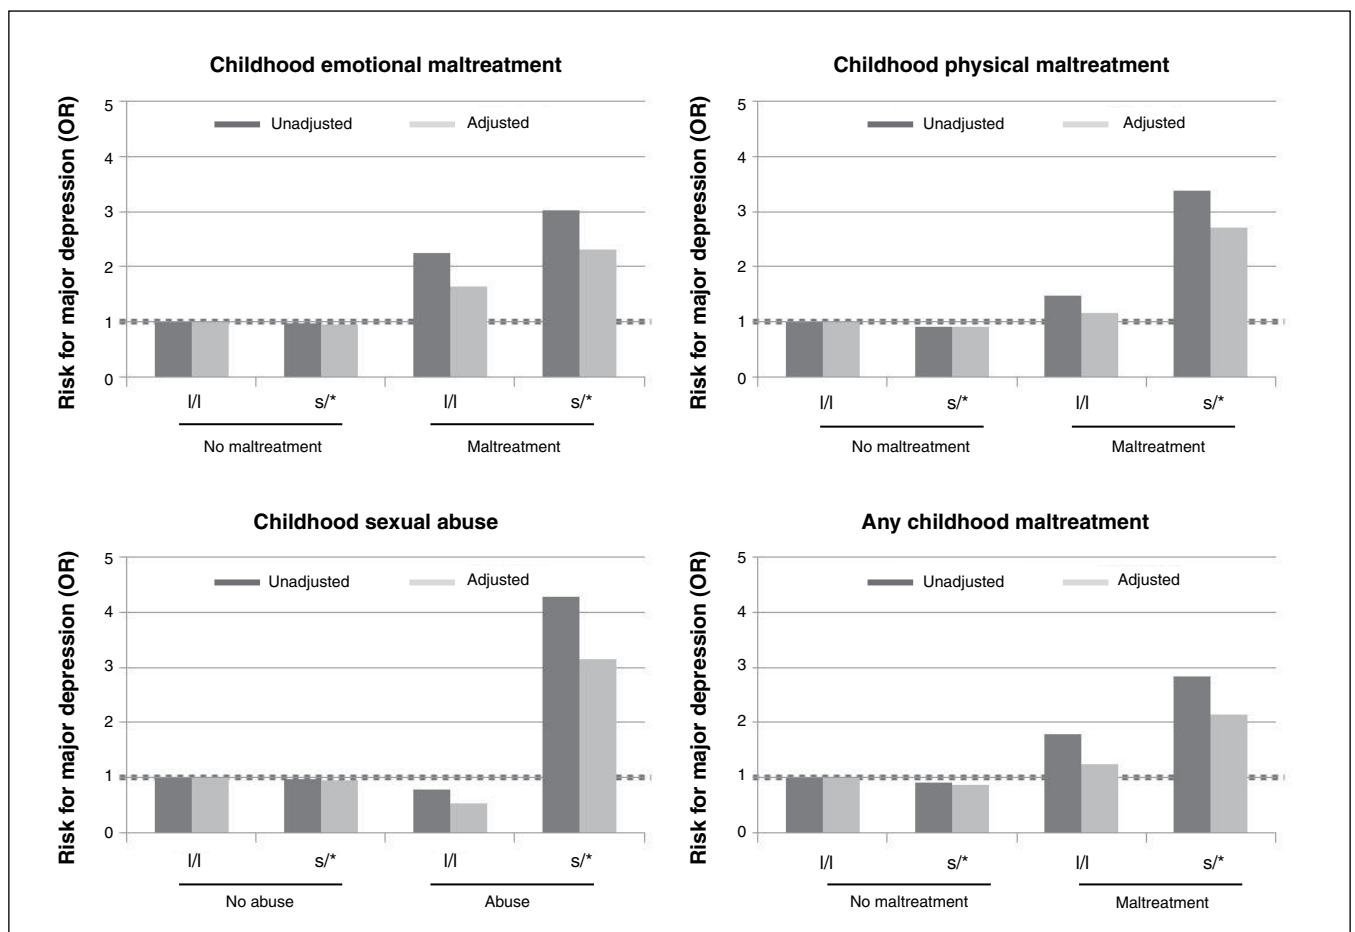 Childhood emotional maltreatment
Risk for major depression (OR)
5
4
3
2
1
0
Unadjusted
Adjusted
l/l
s/*
l/l
s/*
No maltreatment
Maltreatment
Childhood physical maltreatment
Risk for major depression (OR)
5
4
3
2
1
0
Unadjusted
Adjusted
l/l
s/*
l/l
s/*
No maltreatment
Maltreatment
Childhood sexual abuse
Risk for major depression (OR)
5
4
3
2
1
0
Unadjusted
Adjusted
l/l
s/*
l/l
s/*
No abuse
Abuse
Any childhood maltreatment
Risk for major depression (OR)
5
4
3
2
1
0
Unadjusted
Adjusted
l/l
s/*
l/l
s/*
No maltreatment
Maltreatment